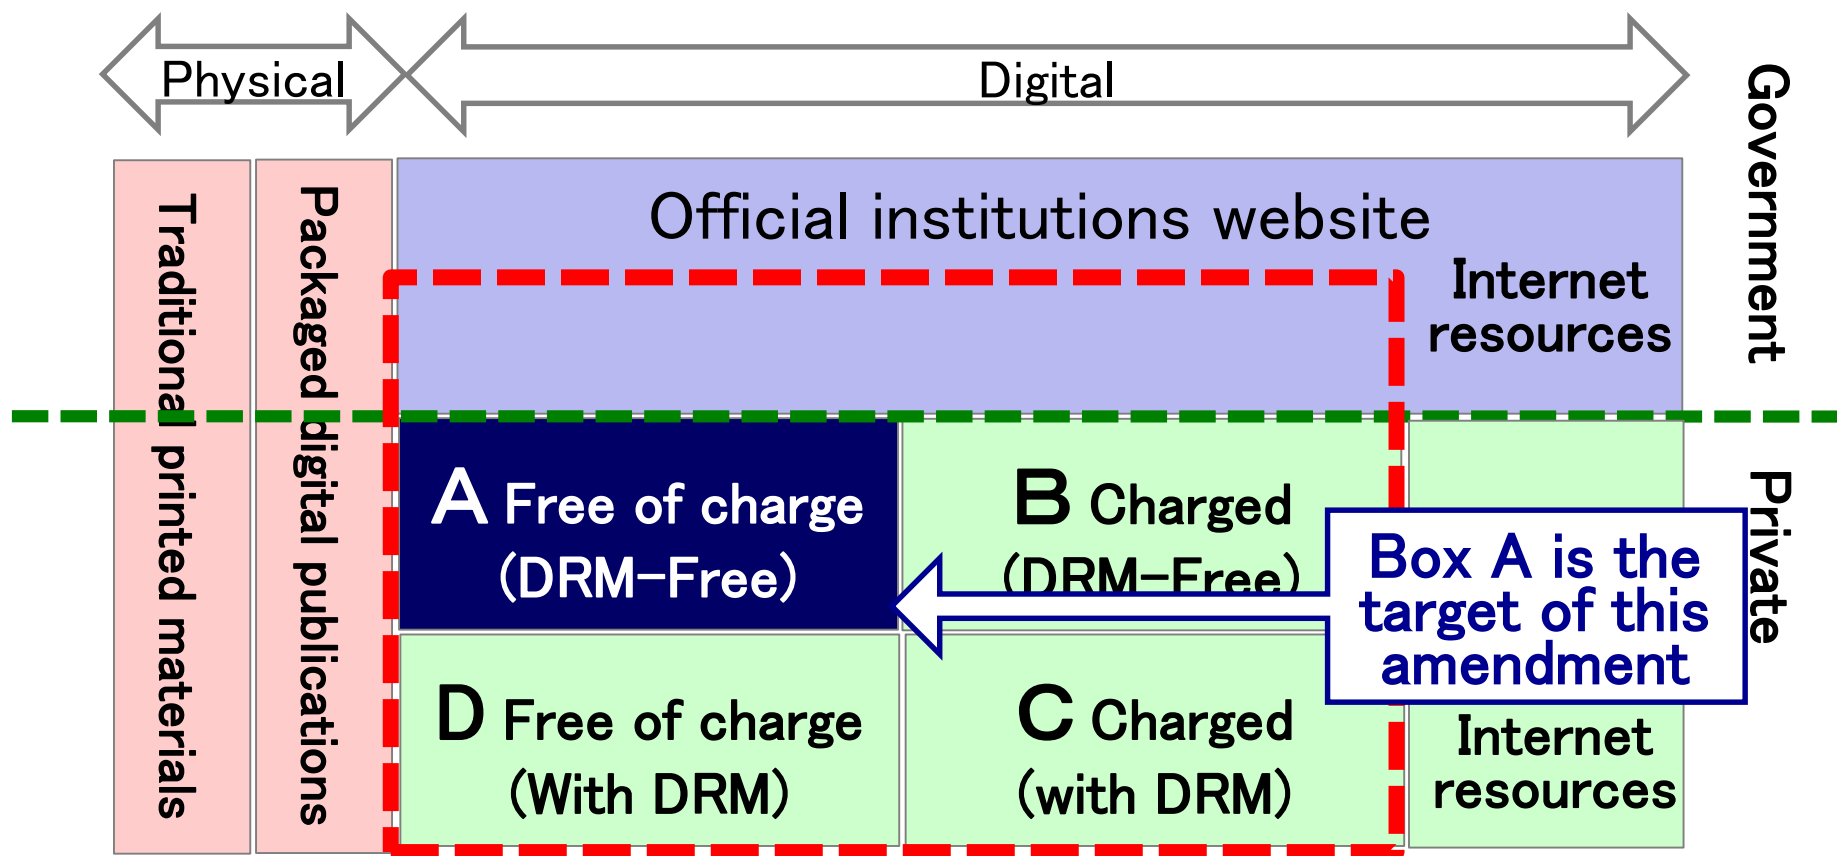 Physical
Digital
Government
Traditional printed materials
Packaged digital publications
Official institutions website
Internet
resources
A Free of charge
(DRM-Free)
B Charged
(DRM-Free)
Box A is the
target of this
amendment
Private
D Free of charge
(With DRM)
C Charged
(with DRM)
Internet
resources